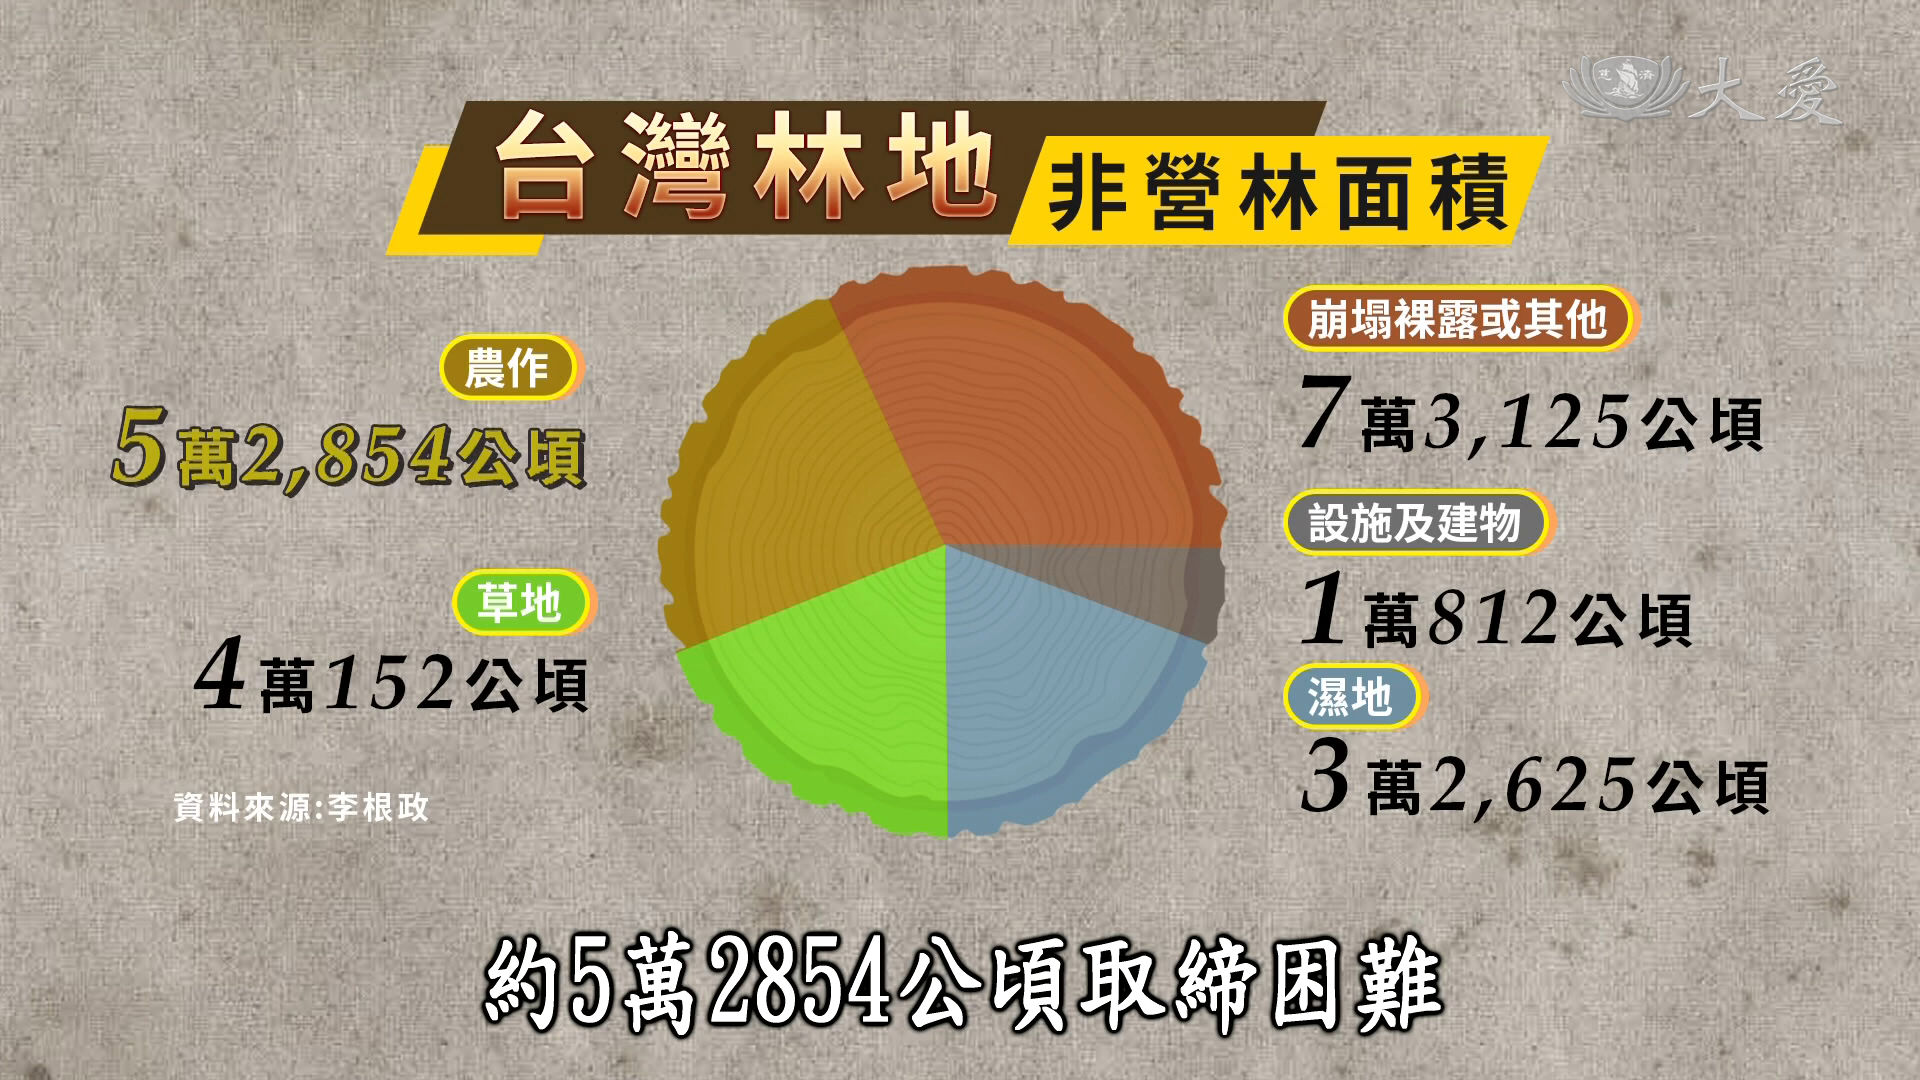 慈濟 大愛
台灣林地
非營林面積
農作
5萬2,854公頃
草地
4萬152公頃
資料來源:李根政
崩塌裸露或其他
7萬3,125公頃
設施及建物
1萬812公頃
濕地
3萬2,625公頃
約5萬2854公頃取締困難